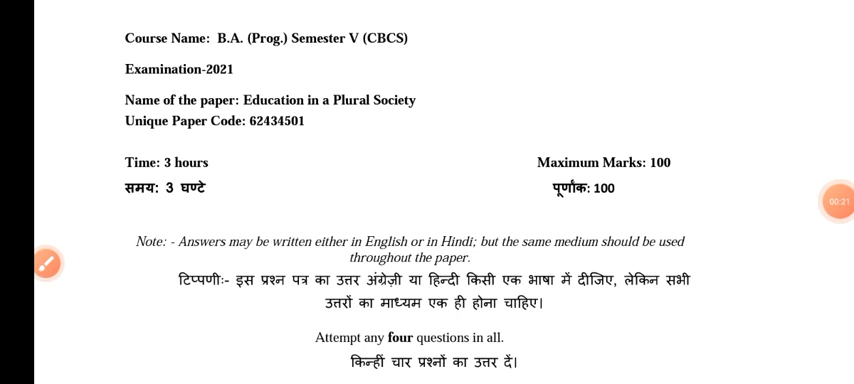 Course Name: B.A. (Prog.) Semester V (CBCS)
Examination-2021
Name of the paper: Education in a Plural Society
Unique Paper Code: 62434501
Time: 3 hours Maximum Marks: 100
समय: 3 घण्टे पूर्णांक: 100
00:21
Note: - Answers may be written either in English or in Hindi; but the same medium should be used
throughout the paper.
टिप्पणी:- इस प्रश्न पत्र का उत्तर अंग्रेज़ी या हिन्दी किसी एक भाषा में दीजिए, लेकिन सभी
उत्तरों का माध्यम एक ही होना चाहिए।
Attempt any four questions in all.
किन्हीं चार प्रश्नों का उत्तर दें।